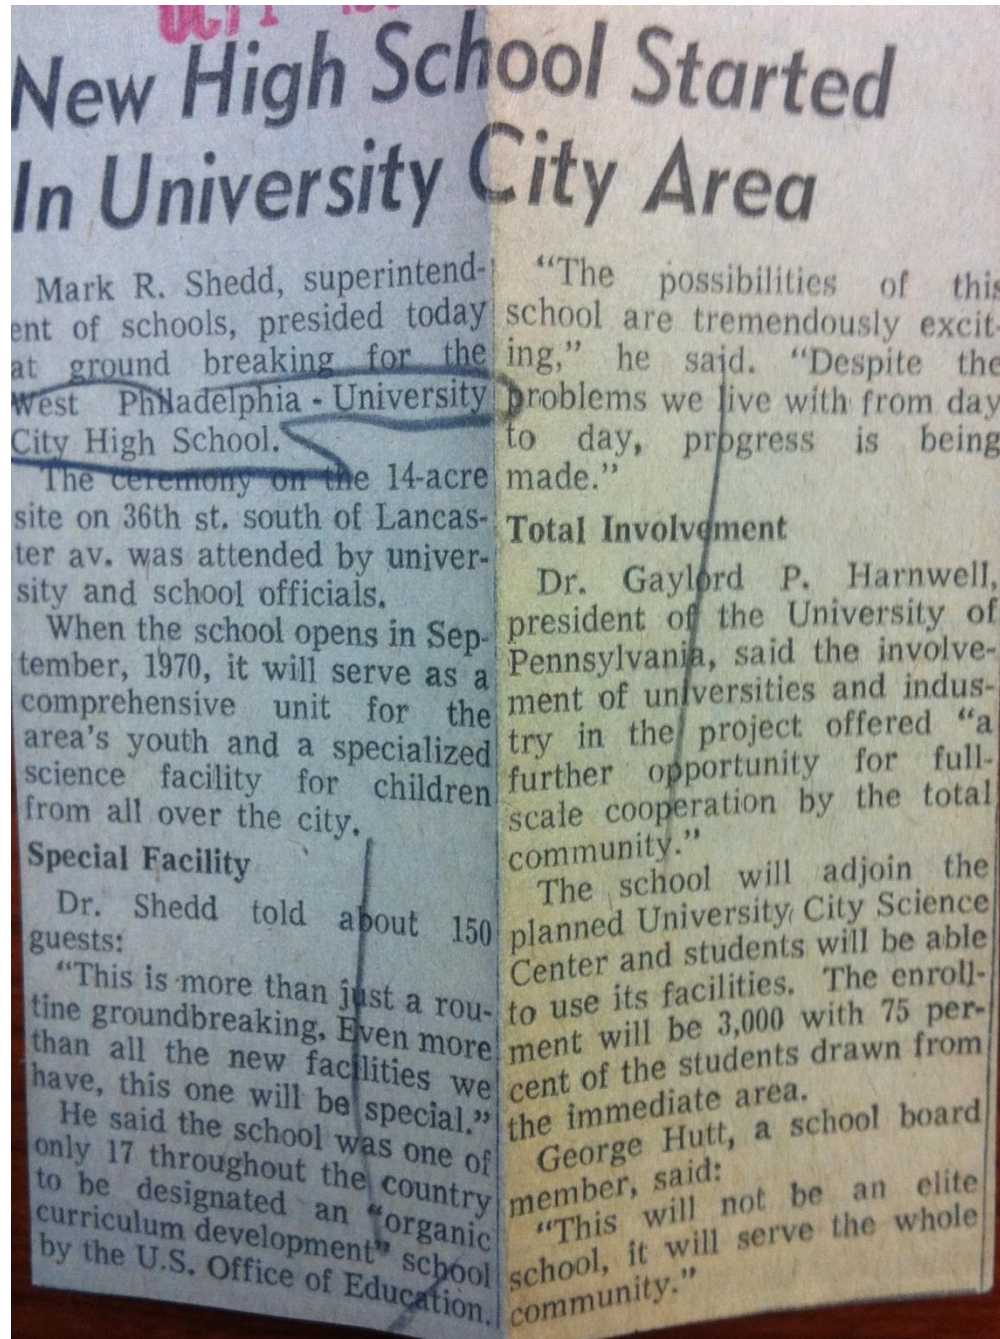 OCT 1
New High School Started
In University City Area
Mark R. Shedd, superintend-
ent of schools, presided today
at ground breaking for the
West Philadelphia - University
City High School.
The ceremony on the 14-acre
site on 36th st. south of Lancas-
ter av. was attended by univer-
sity and school officials.
When the school opens in Sep-
tember, 1970, it will serve as a
comprehensive unit for the
area's youth and a specialized
science facility for children
from all over the city.
Special Facility
Dr. Shedd told about 150
guests:
“This is more than just a rou-
tine groundbreaking. Even more
than all the new facilities we
have, this one will be special.”
He said the school was one of
only 17 throughout the country
to be designated an “organic
curriculum development” school
by the U.S. Office of Education.
“The possibilities of this
school are tremendously excit-
ing,” he said. “Despite the
problems we live with from day
to day, progress is being
made.”
Total Involvement
Dr. Gaylord P. Harnwell,
president of the University of
Pennsylvania, said the involve-
ment of universities and indus-
try in the project offered “a
further opportunity for full-
scale cooperation by the total
community.”
The school will adjoin the
planned University City Science
Center and students will be able
to use its facilities. The enroll-
ment will be 3,000 with 75 per-
cent of the students drawn from
the immediate area.
George Hutt, a school board
member, said:
“This will not be an elite
school, it will serve the whole
community.”